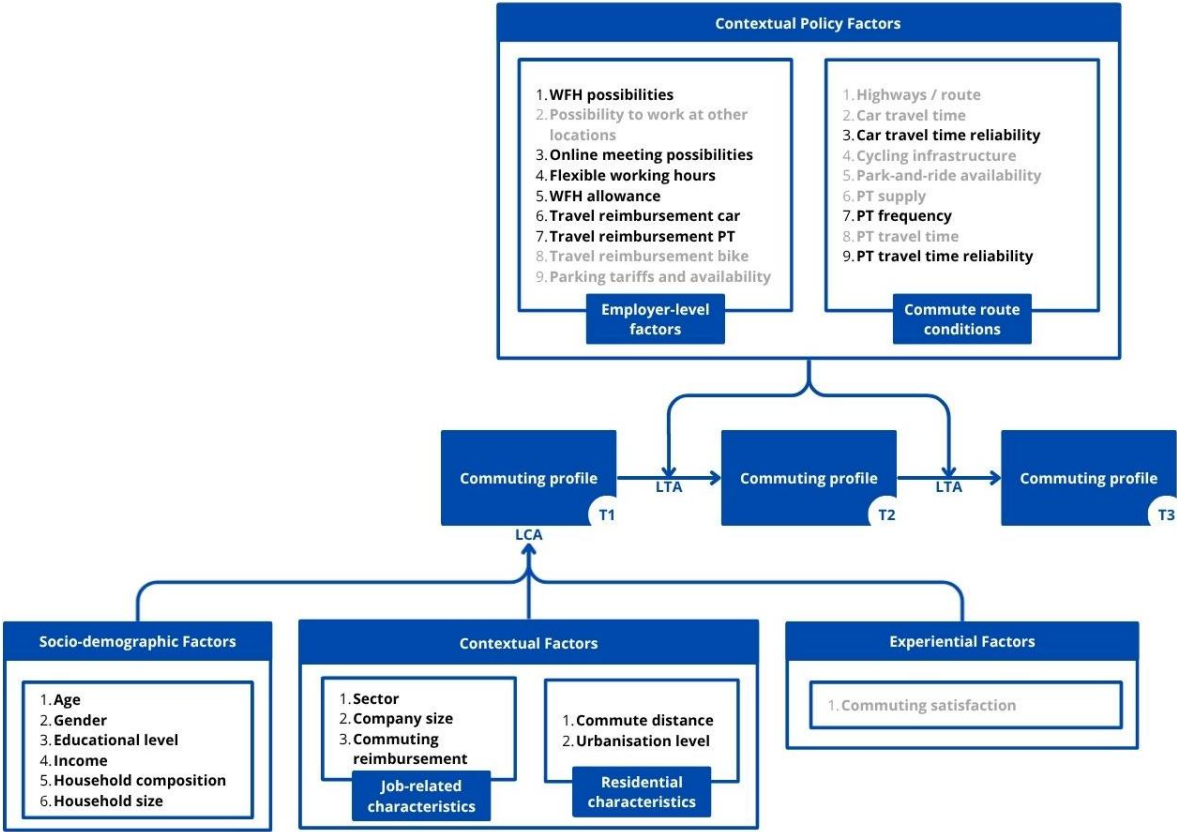 Contextual Policy Factors
1. WFH possibilities
2. Possibility to work at other
locations
3. Online meeting possibilities
4. Flexible working hours
5. WFH allowance
6. Travel reimbursement car
7. Travel reimbursement PT
8. Travel reimbursement bike
9. Parking tariffs and availability
Employer-level
factors
1. Highways / route
2. Car travel time
3. Car travel time reliability
4. Cycling infrastructure
5. Park-and-ride availability
6. PT supply
7. PT frequency
8. PT travel time
9. PT travel time reliability
Commute route
conditions
Commuting profile
T1
LTA
Commuting profile
T2
LTA
Commuting profile
T3
LCA
Socio-demographic Factors
1. Age
2. Gender
3. Educational level
4. Income
5. Household composition
6. Household size
Contextual Factors
1. Sector
2. Company size
3. Commuting
reimbursement
Job-related
characteristics
1. Commute distance
2. Urbanisation level
Residential
characteristics
Experiential Factors
1. Commuting satisfaction